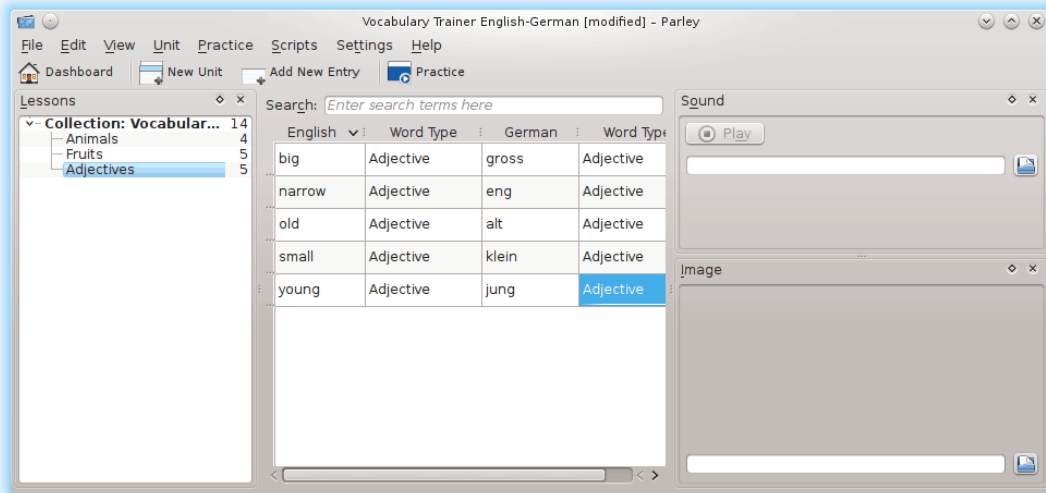 Vocabulary Trainer English-German [modified] – Parley
File Edit View Unit Practice Scripts Settings Help
Dashboard New Unit Add New Entry Practice
Lessons
Collection: Vocabular... 14
Animals 4
Fruits 5
Adjectives 5
Search: Enter search terms here
English Word Type German Word Type
big Adjective gross Adjective
narrow Adjective eng Adjective
old Adjective alt Adjective
small Adjective klein Adjective
young Adjective jung Adjective
Sound
Play
Image